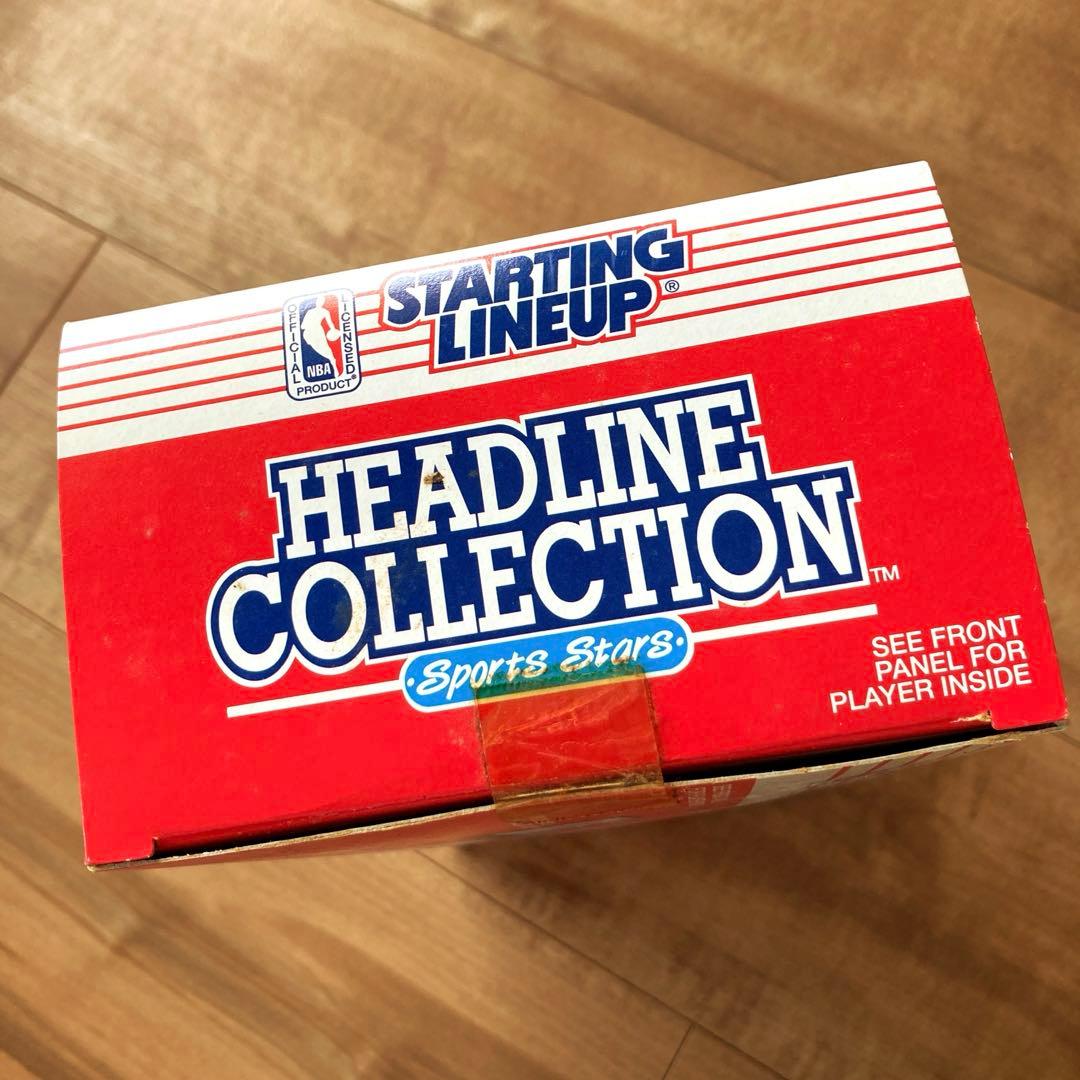 STARTING
LINEUP®
OFFICIAL
LICENSED
NBA
PRODUCT®
HEADLINE
COLLECTION™
·Sports Stars·
SEE FRONT
PANEL FOR
PLAYER INSIDE